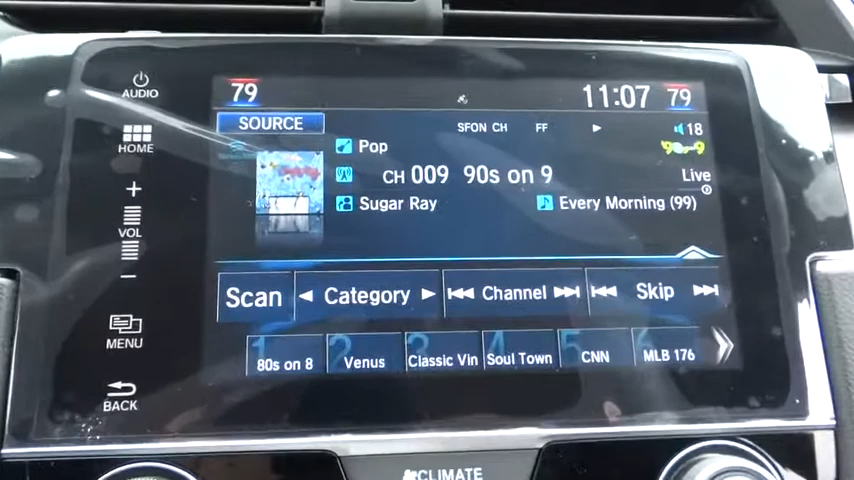 79 11:07 79
AUDIO
SOURCE SFON CH FF 18
HOME
Pop 90s 9
CH 009 90s on 9 Live
Sugar Ray Every Morning (99)
VOL
Scan Category Channel Skip
MENU
1 2 3 4 5 6
80s on 8 Venus Classic Vin Soul Town CNN MLB 176
BACK
CLIMATE